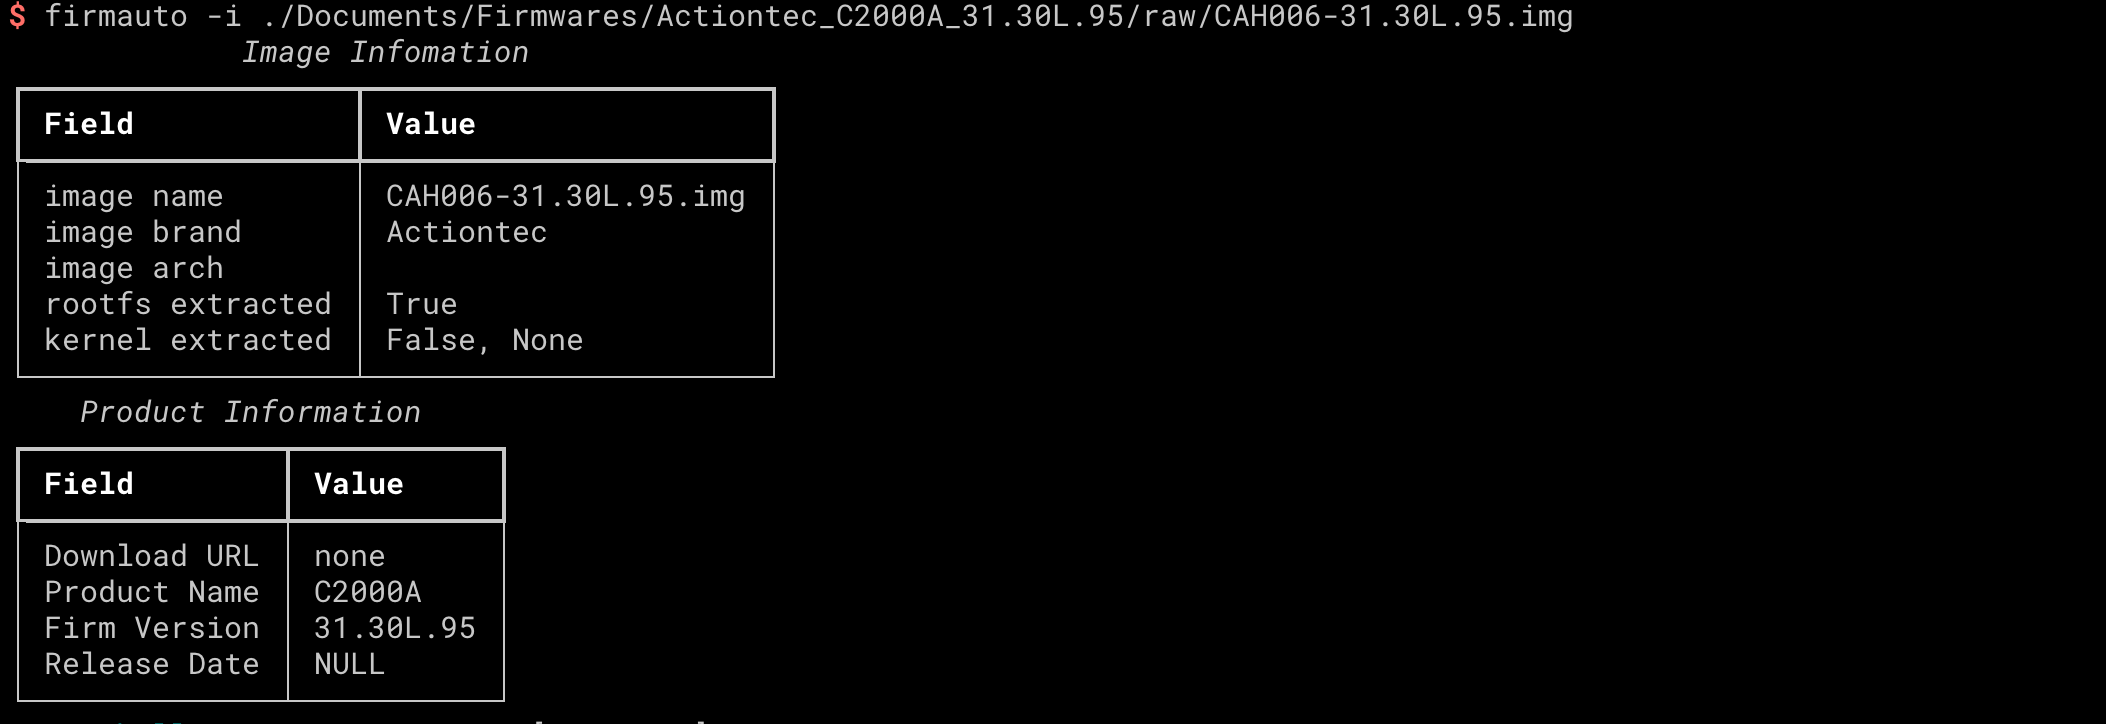 $ firmauto -i ./Documents/Firmwares/Actiontec_C2000A_31.30L.95/raw/CAH006-31.30L.95.img
Image Infomation
Field Value
image name CAH006-31.30L.95.img
image brand Actiontec
image arch
rootfs extracted True
kernel extracted False, None
Product Information
Field Value
Download URL none
Product Name C2000A
Firm Version 31.30L.95
Release Date NULL